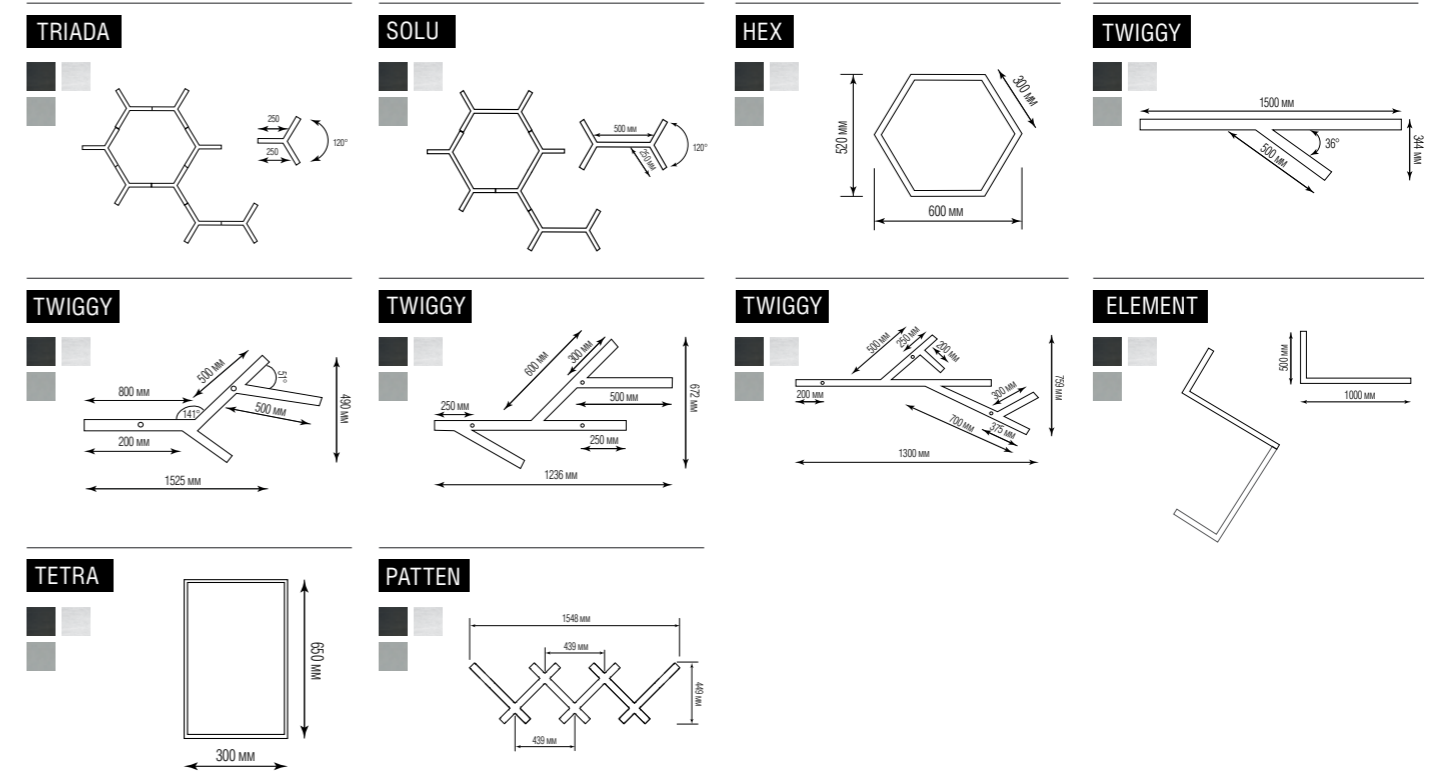 TRIADA
250
250
120°
SOLU
500 мм
250 мм
120°
HEX
520 мм
300 мм
600 мм
TWIGGY
1500 мм
500 мм
36°
344 мм
TWIGGY
800 мм
500 мм
51°
141°
500 мм
490 мм
200 мм
1525 мм
TWIGGY
600 мм
300 мм
250 мм
500 мм
672 мм
250 мм
1236 мм
TWIGGY
500 мм
250 мм
200 мм
759 мм
200 мм
300 мм
700 мм
375 мм
1300 мм
ELEMENT
500 мм
1000 мм
TETRA
650 мм
300 мм
PATTEN
1548 мм
439 мм
449 мм
439 мм